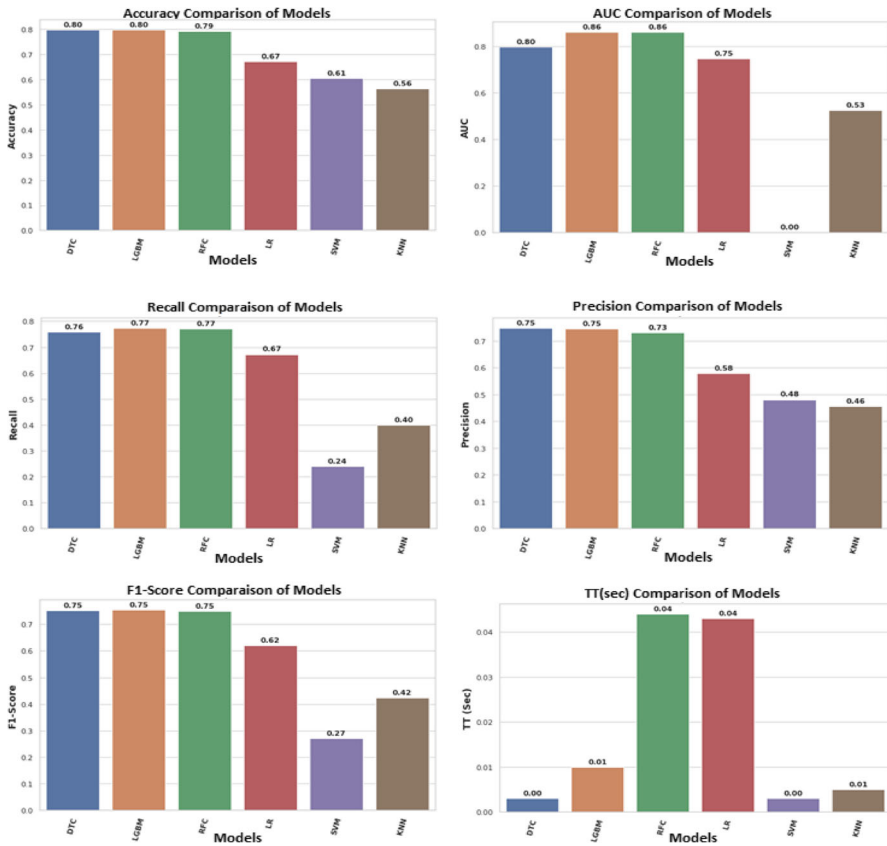 Accuracy Comparison of Models
0.80 0.80 0.79 0.67 0.61 0.56
0.8
0.7
0.6
0.5
0.4
0.3
0.2
0.1
0.0
Accuracy
DTC LGBM RFC LR SVM KNN
Models
AUC Comparison of Models
0.80 0.86 0.86 0.75 0.00 0.53
0.8
0.6
0.4
0.2
0.0
AUC
DTC LGBM RFC LR SVM KNN
Models
Recall Comparaison of Models
0.76 0.77 0.77 0.67 0.24 0.40
0.8
0.7
0.6
0.5
0.4
0.3
0.2
0.1
0.0
Recall
DTC LGBM RFC LR SVM KNN
Models
Precision Comparison of Models
0.75 0.75 0.73 0.58 0.48 0.46
0.8
0.7
0.6
0.5
0.4
0.3
0.2
0.1
0.0
Precision
DTC LGBM RFC LR SVM KNN
Models
F1-Score Comparaison of Models
0.75 0.75 0.75 0.62 0.27 0.42
0.7
0.6
0.5
0.4
0.3
0.2
0.1
0.0
F1-Score
DTC LGBM RFC LR SVM KNN
Models
TT(sec) Comparison of Models
0.00 0.01 0.04 0.04 0.00 0.01
0.04
0.03
0.02
0.01
0.00
TT (Sec)
DTC LGBM RFC LR SVM KNN
Models